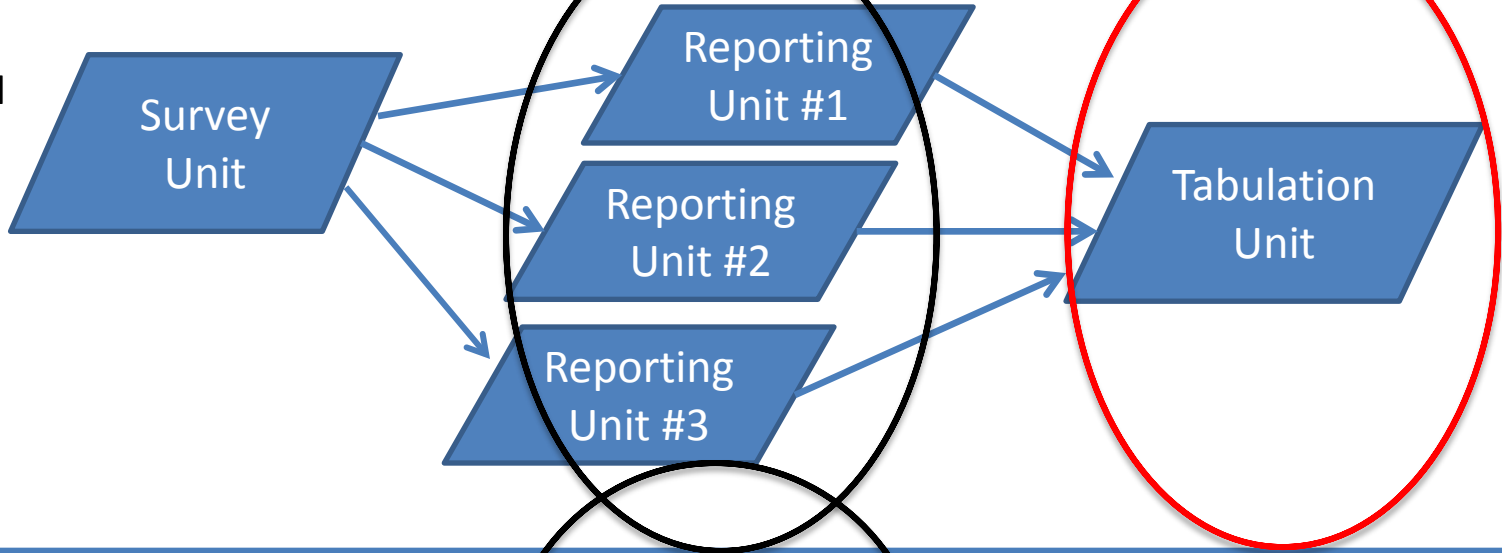 Survey
Unit
Reporting
Unit #1
Reporting
Unit #2
Reporting
Unit #3
Tabulation
Unit